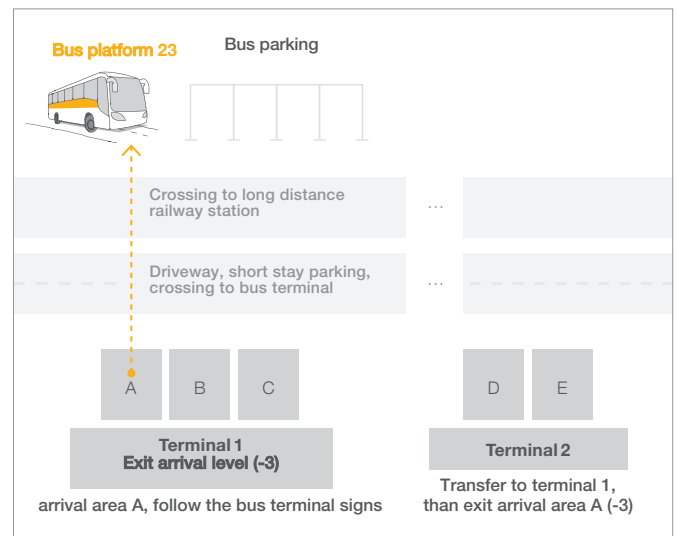 Bus platform 23
Bus parking
Crossing to long distance
railway station
...
Driveway, short stay parking,
crossing to bus terminal
...
A
B
C
D
E
Terminal 1
Exit arrival level (-3)
Terminal 2
arrival area A, follow the bus terminal signs
Transfer to terminal 1,
than exit arrival area A (-3)